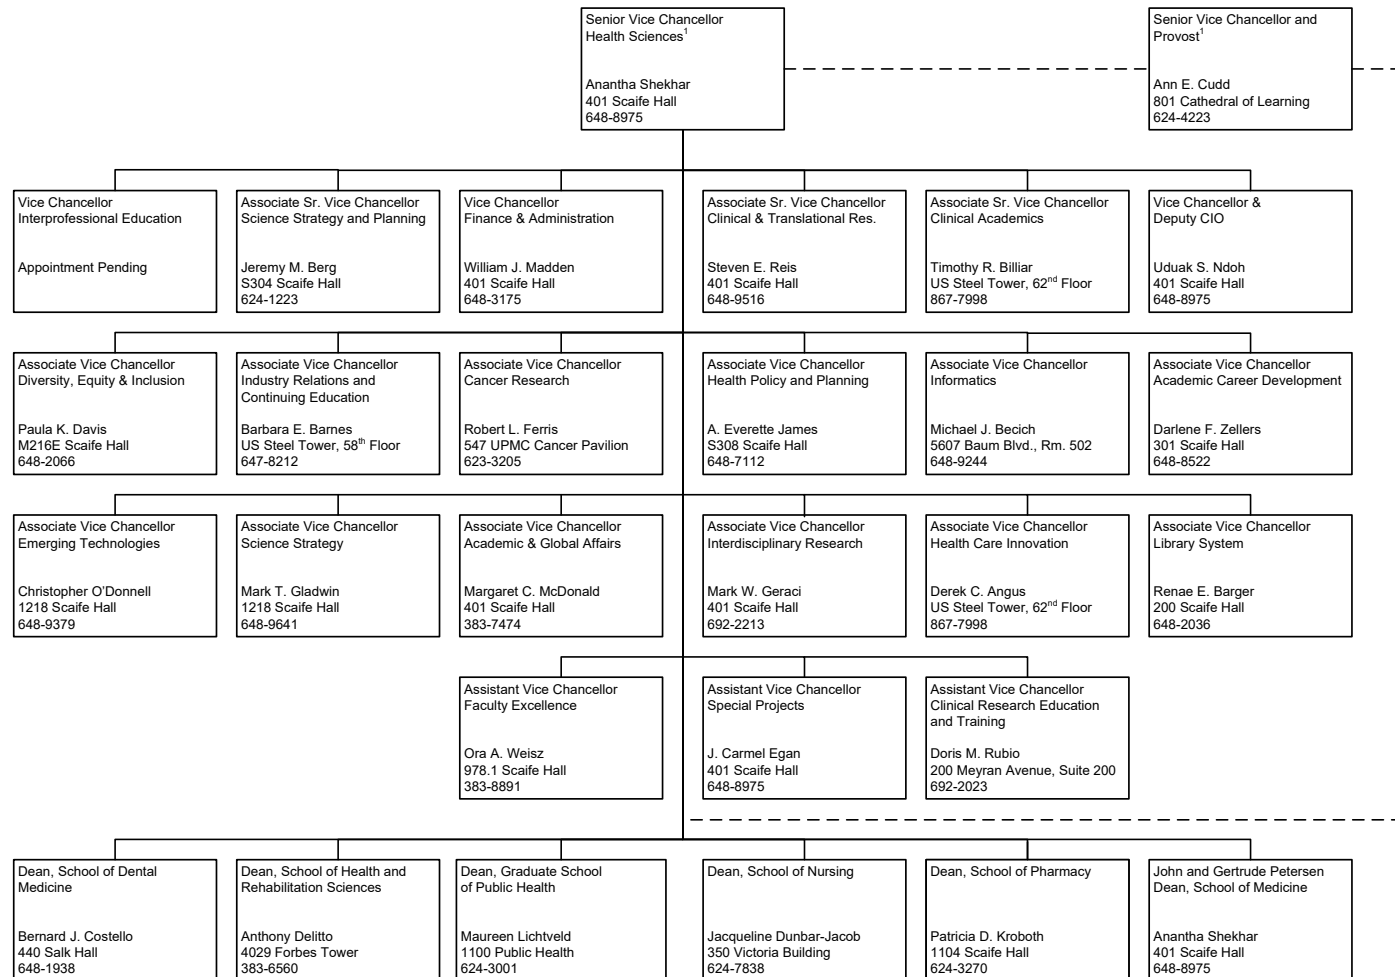 Senior Vice Chancellor
Health Sciences1
Anantha Shekhar
401 Scaife Hall
648-8975
Senior Vice Chancellor and
Provost1
Ann E. Cudd
801 Cathedral of Learning
624-4223
Vice Chancellor
Interprofessional Education
Appointment Pending
Associate Sr. Vice Chancellor
Science Strategy and Planning
Jeremy M. Berg
S304 Scaife Hall
624-1223
Vice Chancellor
Finance & Administration
William J. Madden
401 Scaife Hall
648-3175
Associate Sr. Vice Chancellor
Clinical & Translational Res.
Steven E. Reis
401 Scaife Hall
648-9516
Associate Sr. Vice Chancellor
Clinical Academics
Timothy R. Billiar
US Steel Tower, 62nd Floor
867-7998
Vice Chancellor &
Deputy CIO
Uduak S. Ndoh
401 Scaife Hall
648-8975
Associate Vice Chancellor
Diversity, Equity & Inclusion
Paula K. Davis
M216E Scaife Hall
648-2066
Associate Vice Chancellor
Industry Relations and
Continuing Education
Barbara E. Barnes
US Steel Tower, 58th Floor
647-8212
Associate Vice Chancellor
Cancer Research
Robert L. Ferris
547 UPMC Cancer Pavilion
623-3205
Associate Vice Chancellor
Health Policy and Planning
A. Everette James
S308 Scaife Hall
648-7112
Associate Vice Chancellor
Informatics
Michael J. Becich
5607 Baum Blvd., Rm. 502
648-9244
Associate Vice Chancellor
Academic Career Development
Darlene F. Zellers
301 Scaife Hall
648-8522
Associate Vice Chancellor
Emerging Technologies
Christopher O'Donnell
1218 Scaife Hall
648-9379
Associate Vice Chancellor
Science Strategy
Mark T. Gladwin
1218 Scaife Hall
648-9641
Associate Vice Chancellor
Academic & Global Affairs
Margaret C. McDonald
401 Scaife Hall
383-7474
Associate Vice Chancellor
Interdisciplinary Research
Mark W. Geraci
401 Scaife Hall
692-2213
Associate Vice Chancellor
Health Care Innovation
Derek C. Angus
US Steel Tower, 62nd Floor
867-7998
Associate Vice Chancellor
Library System
Renae E. Barger
200 Scaife Hall
648-2036
Assistant Vice Chancellor
Faculty Excellence
Ora A. Weisz
978.1 Scaife Hall
383-8891
Assistant Vice Chancellor
Special Projects
J. Carmel Egan
401 Scaife Hall
648-8975
Assistant Vice Chancellor
Clinical Research Education
and Training
Doris M. Rubio
200 Meyran Avenue, Suite 200
692-2023
Dean, School of Dental
Medicine
Bernard J. Costello
440 Salk Hall
648-1938
Dean, School of Health and
Rehabilitation Sciences
Anthony Delitto
4029 Forbes Tower
383-6560
Dean, Graduate School
of Public Health
Maureen Lichtveld
1100 Public Health
624-3001
Dean, School of Nursing
Jacqueline Dunbar-Jacob
350 Victoria Building
624-7838
Dean, School of Pharmacy
Patricia D. Kroboth
1104 Scaife Hall
624-3270
John and Gertrude Petersen
Dean, School of Medicine
Anantha Shekhar
401 Scaife Hall
648-8975